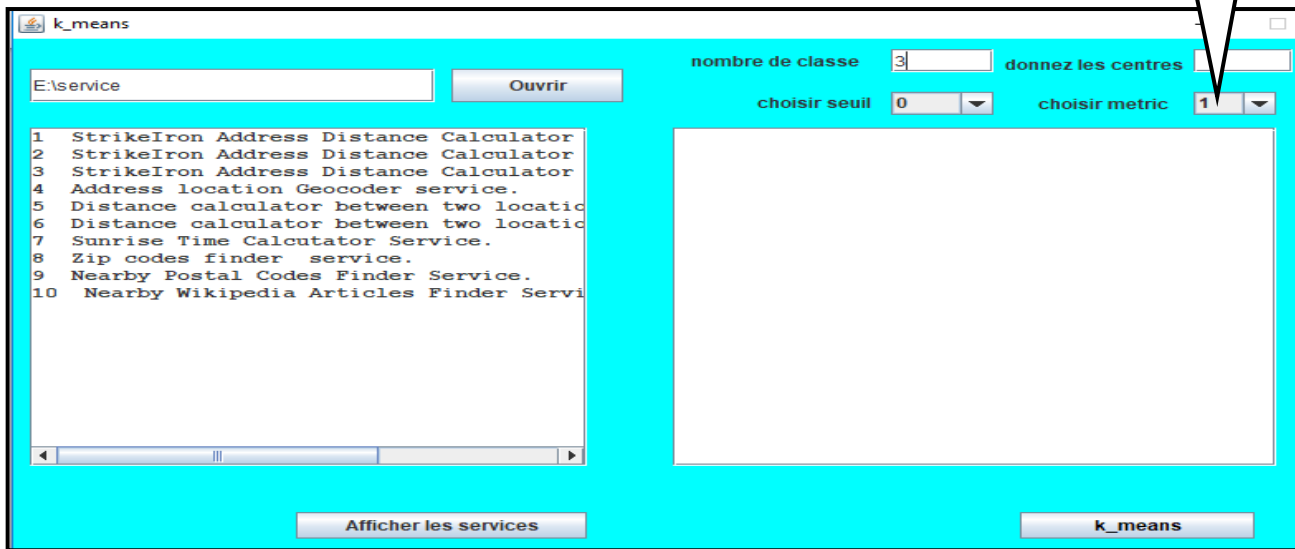 k_means
nombre de classe 3 donnez les centres
E:\service Ouvrir
choisir seuil 0 choisir metric 1
1 StrikeIron Address Distance Calculator
2 StrikeIron Address Distance Calculator
3 StrikeIron Address Distance Calculator
4 Address location Geocoder service.
5 Distance calculator between two locatio
6 Distance calculator between two locatio
7 Sunrise Time Calcutator Service.
8 Zip codes finder service.
9 Nearby Postal Codes Finder Service.
10 Nearby Wikipedia Articles Finder Servi
Afficher les services k_means